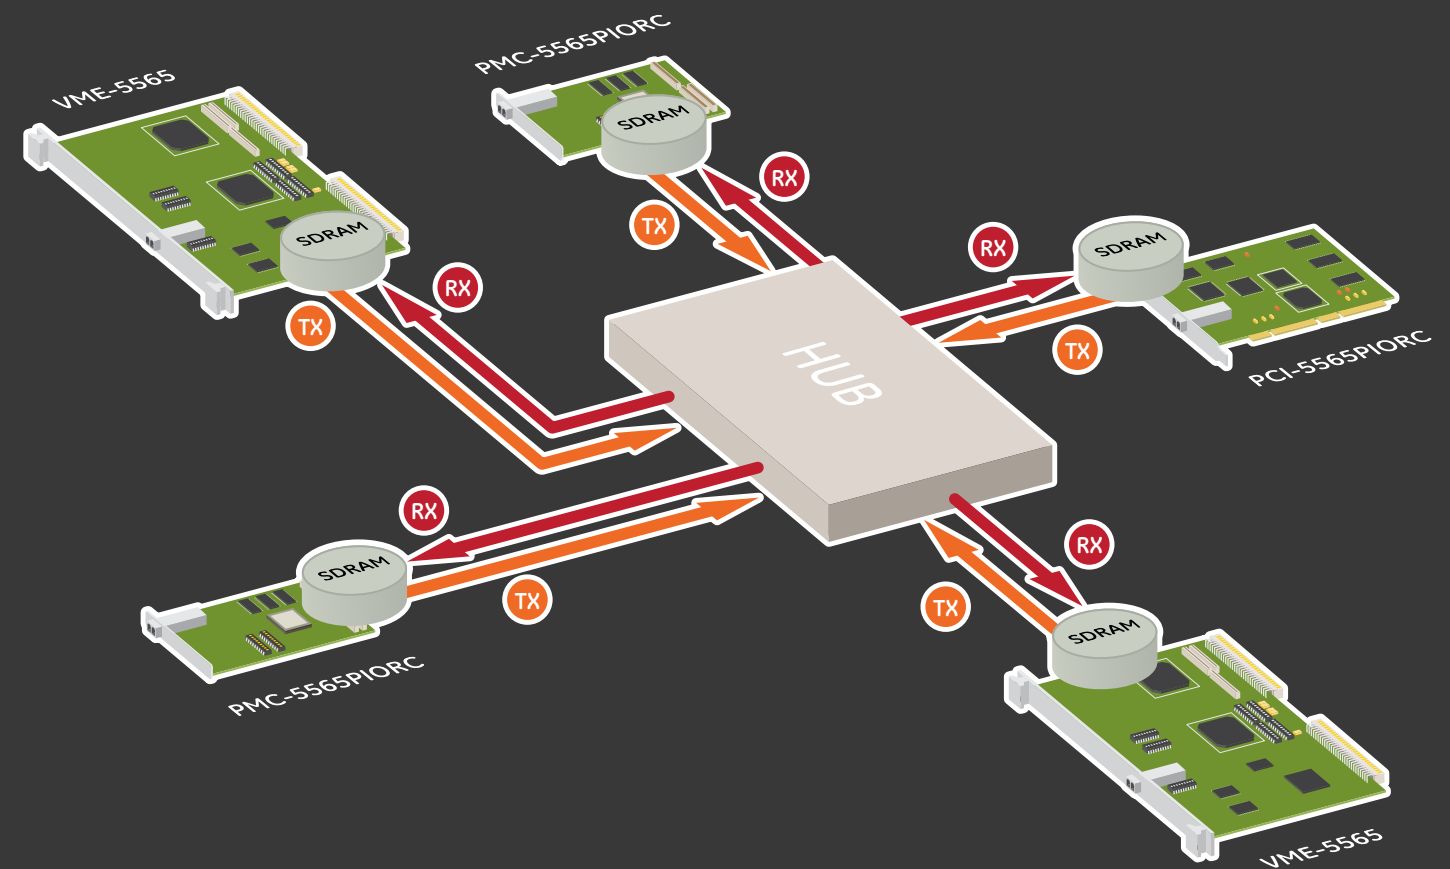 PMC-5565PIORC
VME-5565
SDRAM
RX
TX
SDRAM
RX
TX
RX
SDRAM
TX
PCI-5565PIORC
HUB
RX
SDRAM
TX
PMC-5565PIORC
RX
TX
SDRAM
VME-5565